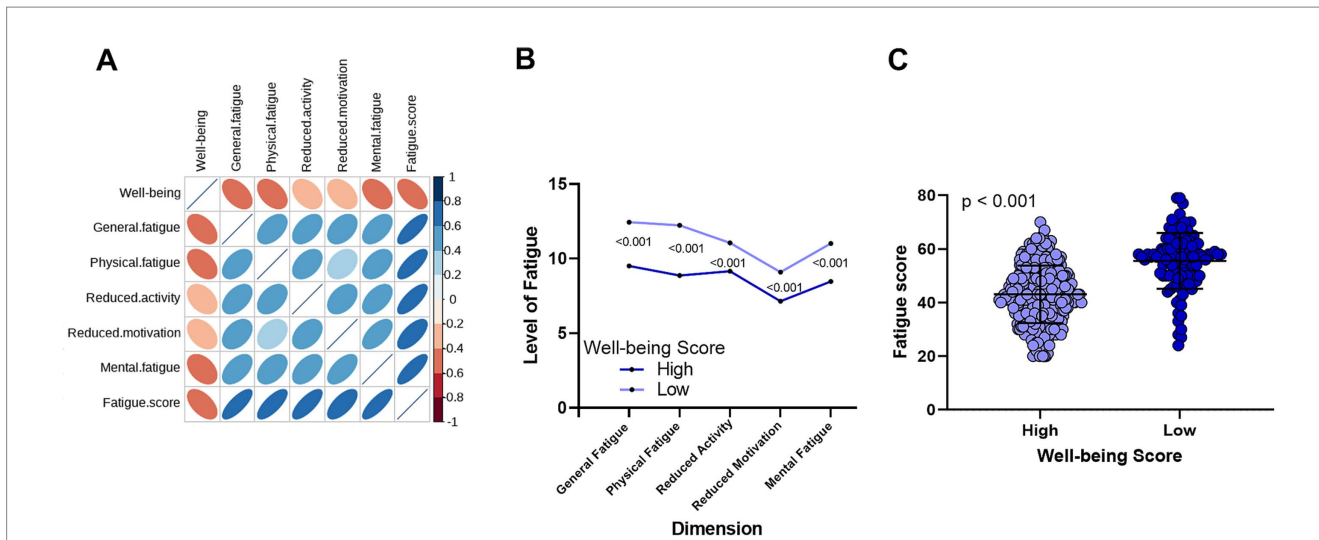 A
Well-being
General.fatigue
Physical.fatigue
Reduced.activity
Reduced.motivation
Mental.fatigue
Fatigue.score
Well-being
General.fatigue
Physical.fatigue
Reduced.activity
Reduced.motivation
Mental.fatigue
Fatigue.score
1
0.8
0.6
0.4
0.2
0
-0.2
-0.4
-0.6
-0.8
-1
B
Level of Fatigue
15
10
5
0
<0.001
<0.001
<0.001
<0.001
<0.001
Well-being Score
High
Low
General Fatigue
Physical Fatigue
Reduced Activity
Reduced Motivation
Mental Fatigue
Dimension
C
Fatigue score
80
60
40
20
0
p < 0.001
High
Low
Well-being Score